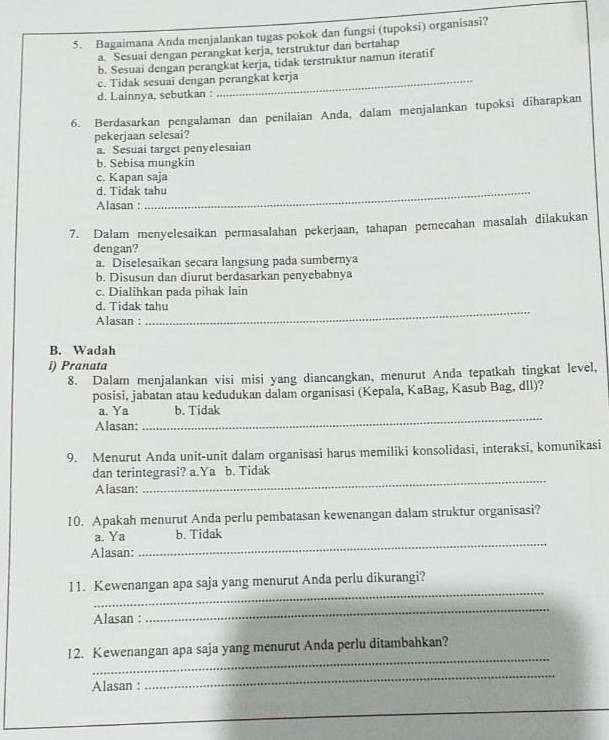 5. Bagaimana Anda menjalankan tugas pokok dan fungsi (tupoksi) organisasi?
a. Sesuai dengan perangkat kerja, terstruktur dan bertahap
b. Sesuai dengan perangkat kerja, tidak terstruktur namun iteratif
c. Tidak sesuai dengan perangkat kerja
d. Lainnya, sebutkan : ........................................
6. Berdasarkan pengalaman dan penilaian Anda, dalam menjalankan tupoksi diharapkan
pekerjaan selesai?
a. Sesuai target penyelesaian
b. Sebisa mungkin
c. Kapan saja
d. Tidak tahu
Alasan : ........................................
7. Dalam menyelesaikan permasalahan pekerjaan, tahapan pemecahan masalah dilakukan
dengan?
a. Diselesaikan secara langsung pada sumbernya
b. Disusun dan diurut berdasarkan penyebabnya
c. Dialihkan pada pihak lain
d. Tidak tahu
Alasan : ........................................
B. Wadah
i) Pranata
8. Dalam menjalankan visi misi yang diancangkan, menurut Anda tepatkah tingkat level,
posisi, jabatan atau kedudukan dalam organisasi (Kepala, KaBag, Kasub Bag, dll)?
a. Ya b. Tidak
Alasan: ........................................
9. Menurut Anda unit-unit dalam organisasi harus memiliki konsolidasi, interaksi, komunikasi
dan terintegrasi? a.Ya b. Tidak
Alasan: ........................................
10. Apakah menurut Anda perlu pembatasan kewenangan dalam struktur organisasi?
a. Ya b. Tidak
Alasan: ........................................
11. Kewenangan apa saja yang menurut Anda perlu dikurangi?
........................................
Alasan : ........................................
12. Kewenangan apa saja yang menurut Anda perlu ditambahkan?
........................................
Alasan : ........................................